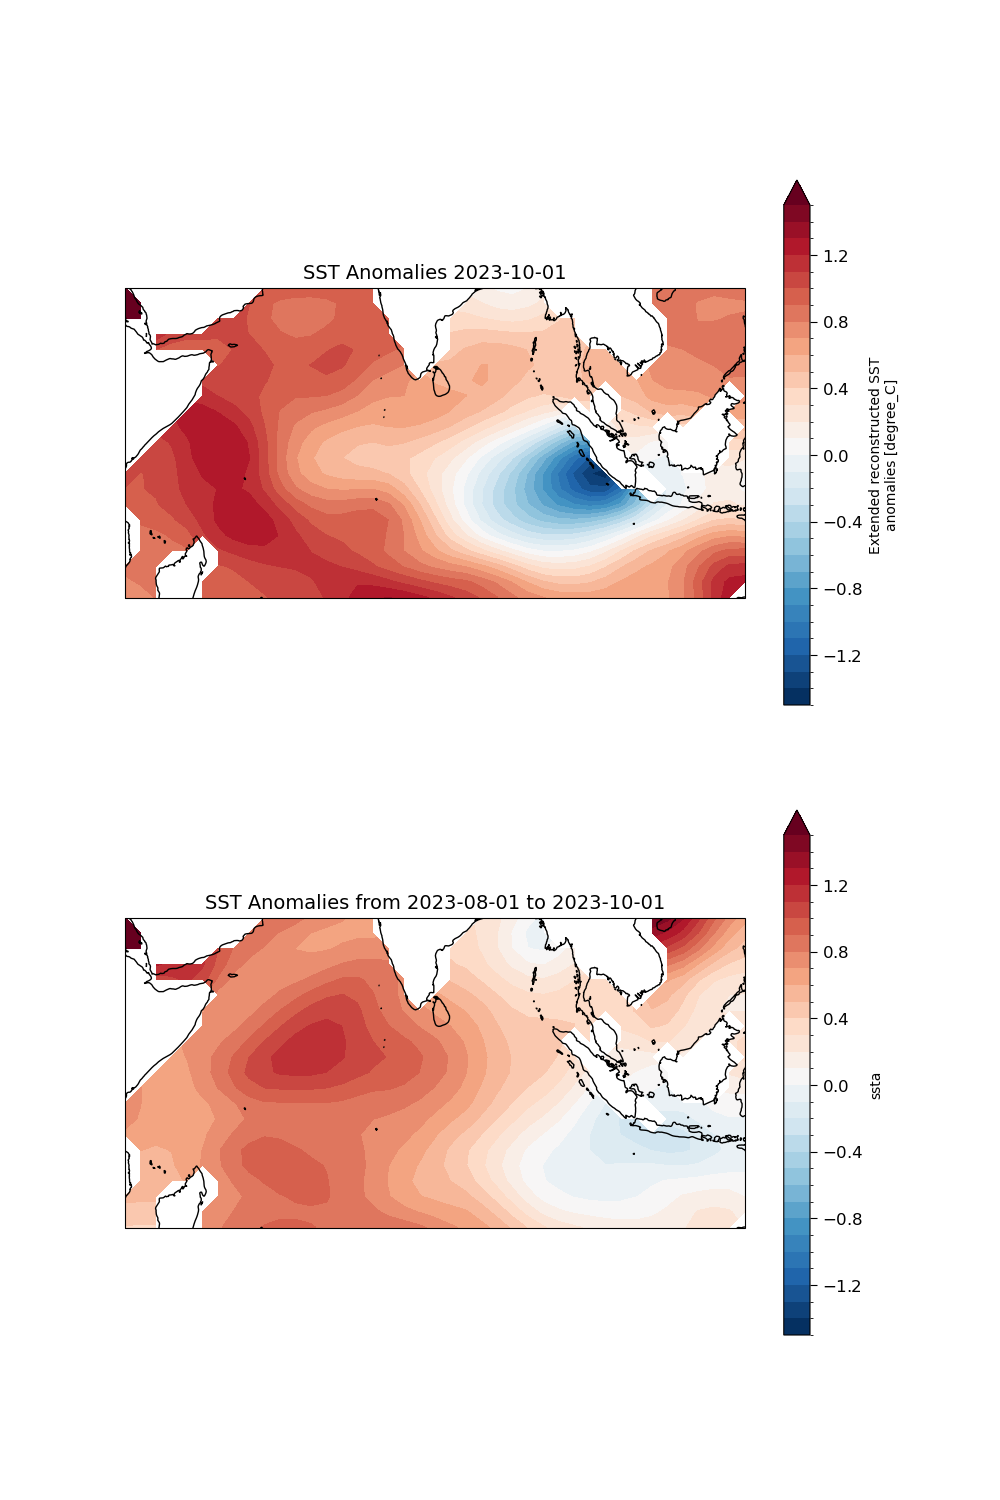 SST Anomalies 2023-10-01
1.2
0.8
0.4
0.0
−0.4
−0.8
−1.2
Extended reconstructed SST
anomalies [degree_C]
SST Anomalies from 2023-08-01 to 2023-10-01
1.2
0.8
0.4
0.0
−0.4
−0.8
−1.2
ssta